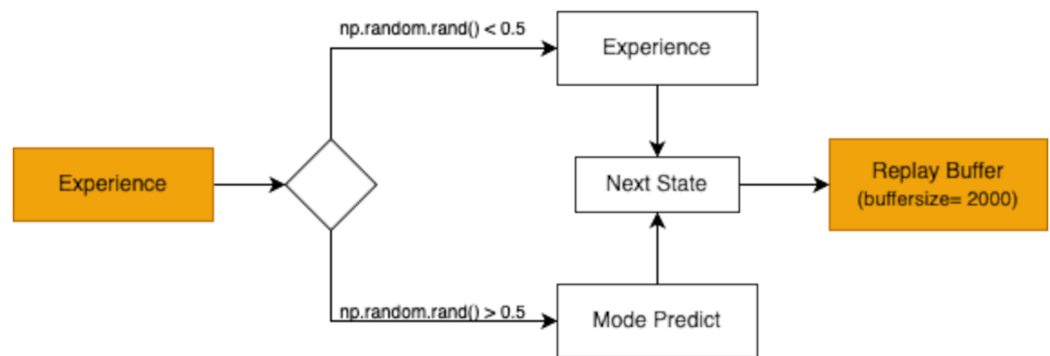 np.random.rand() < 0.5
Experience
Experience
Next State
Replay Buffer
(buffersize= 2000)
np.random.rand() > 0.5
Mode Predict